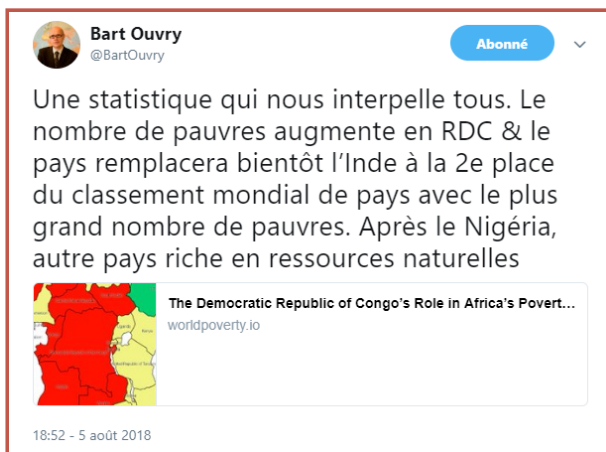 Bart Ouvry
@BartOuvry
Abonné
Une statistique qui nous interpelle tous. Le
nombre de pauvres augmente en RDC & le
pays remplacera bientôt l'Inde à la 2e place
du classement mondial de pays avec le plus
grand nombre de pauvres. Après le Nigéria,
autre pays riche en ressources naturelles
The Democratic Republic of Congo's Role in Africa's Povert...
worldpoverty.io
18:52 - 5 août 2018